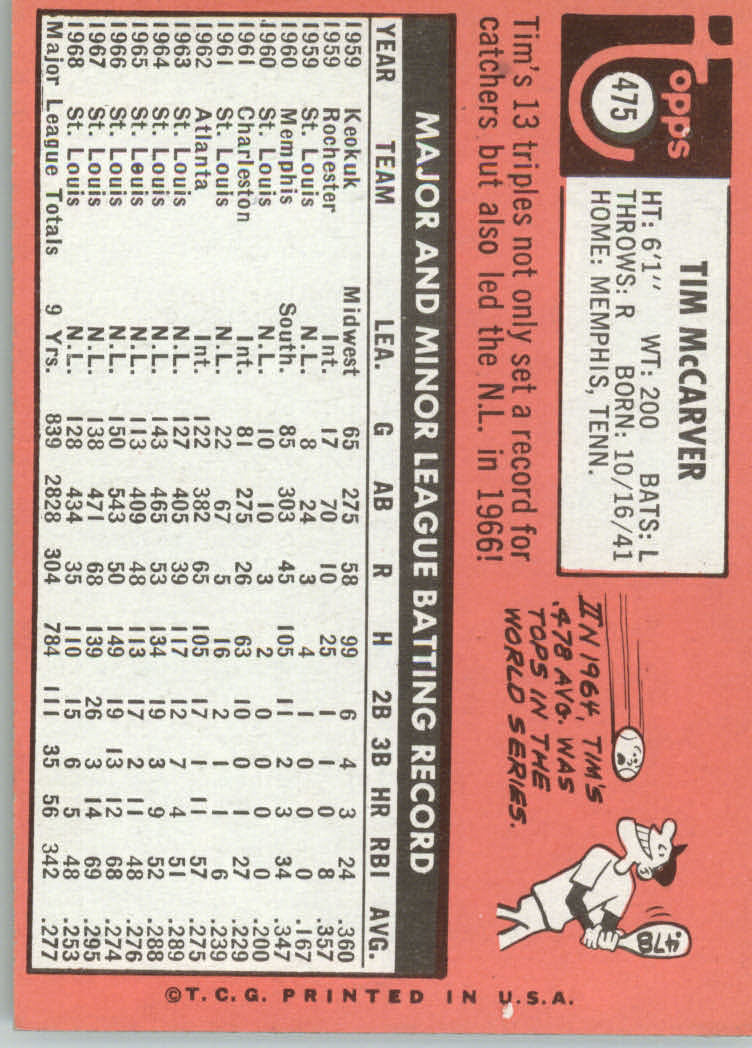 topps
475
TIM McCARVER
HT: 6'1" WT: 200 BATS: L
THROWS: R BORN: 10/16/41
HOME: MEMPHIS, TENN.
Tim's 13 triples not only set a record for
catchers but also led the N.L. in 1966!
IN 1964, TIM'S
.478 AVG. WAS
TOPS IN THE
WORLD SERIES.
.478
MAJOR AND MINOR LEAGUE BATTING RECORD
YEAR TEAM LEA. G AB R H 2B 3B HR RBI AVG.
1959 Keokuk Midwest 65 275 58 99 6 4 3 24 .360
1959 Rochester Int. 17 70 10 25 1 1 0 8 .357
1959 St. Louis N.L. 8 24 3 4 1 0 0 0 .167
1960 Memphis South. 85 303 45 105 11 2 3 34 .347
1960 St. Louis N.L. 10 10 3 2 0 0 0 0 .200
1961 Charleston Int. 81 275 26 63 10 1 1 27 .229
1961 St. Louis N.L. 22 67 5 16 2 1 1 6 .239
1962 Atlanta Int. 122 382 65 105 17 1 11 57 .275
1963 St. Louis N.L. 127 405 39 117 12 7 4 51 .289
1964 St. Louis N.L. 143 465 53 134 19 3 9 52 .288
1965 St. Louis N.L. 113 409 48 113 17 2 11 48 .276
1966 St. Louis N.L. 150 543 50 149 19 13 12 68 .274
1967 St. Louis N.L. 138 471 68 139 26 3 14 69 .295
1968 St. Louis N.L. 128 434 35 110 15 6 5 48 .253
Major League Totals 9 Yrs. 839 2828 304 784 111 35 56 342 .277
©T.C.G. PRINTED IN U.S.A.